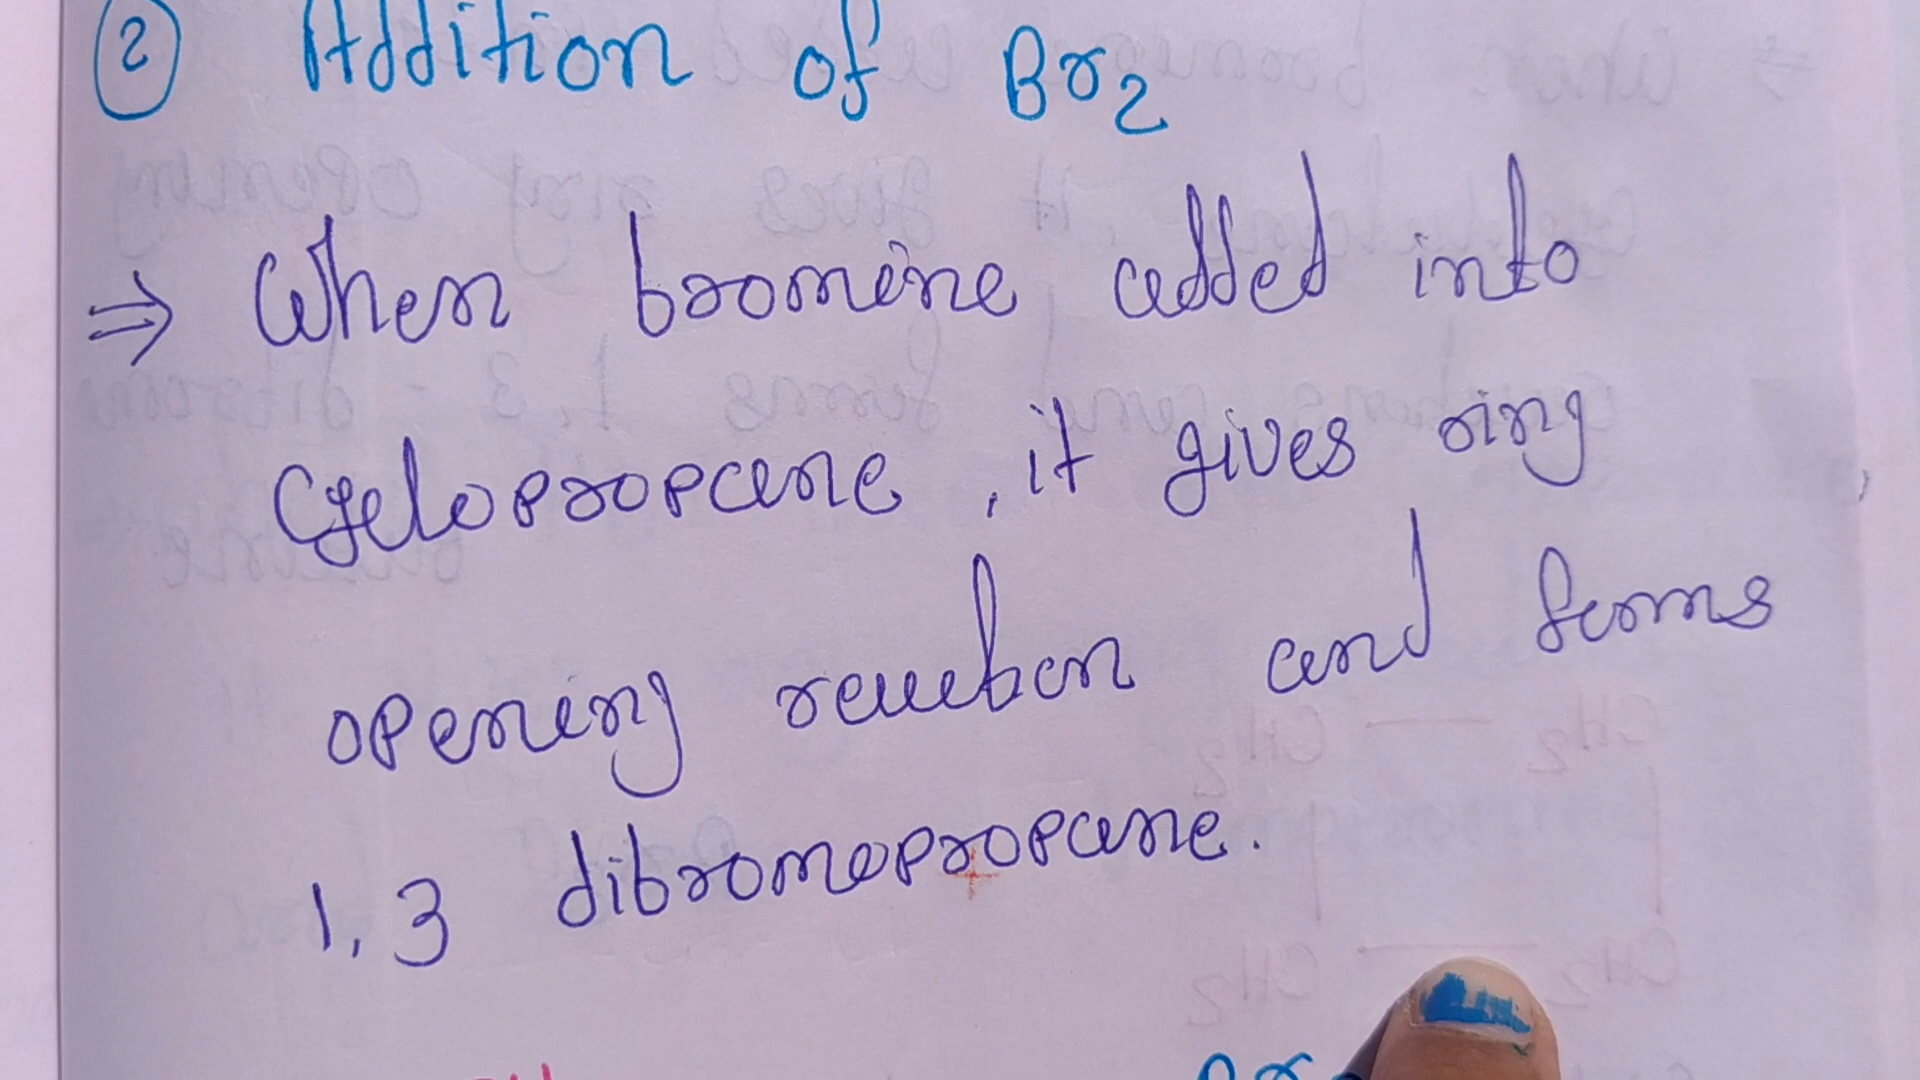 ② Addition of Br2
⇒ When bromine added into
Cyclopropane, it gives ring
opening reaction and forms
1,3 dibromopropane.
Br